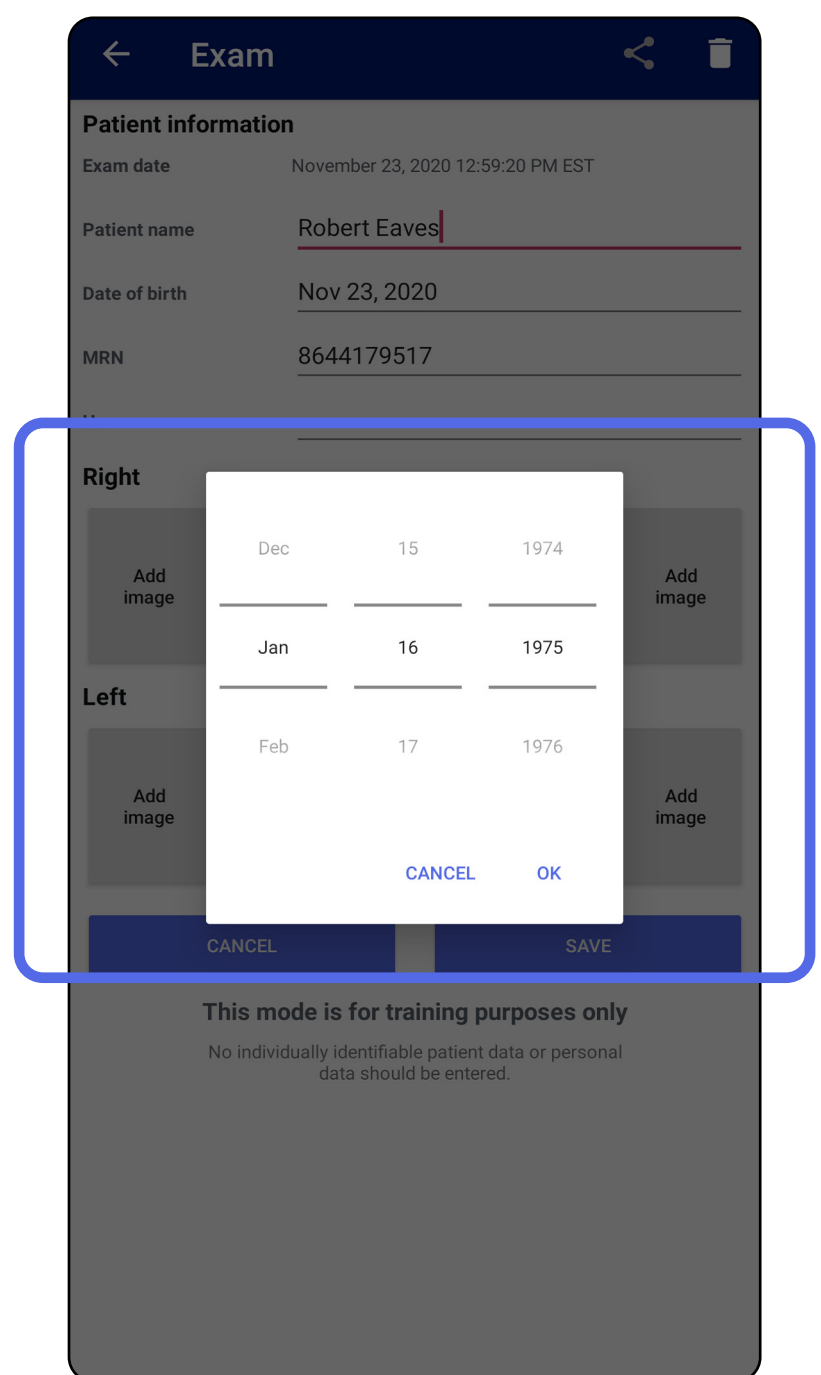 Exam
Patient information
Exam date November 23, 2020 12:59:20 PM EST
Patient name Robert Eaves
Date of birth Nov 23, 2020
MRN 8644179517
Right
Add
image
Add
image
Dec 15 1974
Jan 16 1975
Feb 17 1976
Left
Add
image
Add
image
CANCEL OK
CANCEL SAVE
This mode is for training purposes only
No individually identifiable patient data or personal
data should be entered.